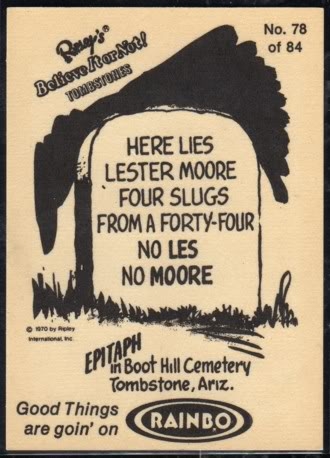 Ripley's®
Believe It or Not!
TOMBSTONES
No. 78
of 84
HERE LIES
LESTER MOORE
FOUR SLUGS
FROM A FORTY-FOUR
NO LES
NO MOORE
© 1970 by Ripley
International, Inc.
EPITAPH
in Boot Hill Cemetery
Tombstone, Ariz.
Good Things
are goin' on
RAINBO